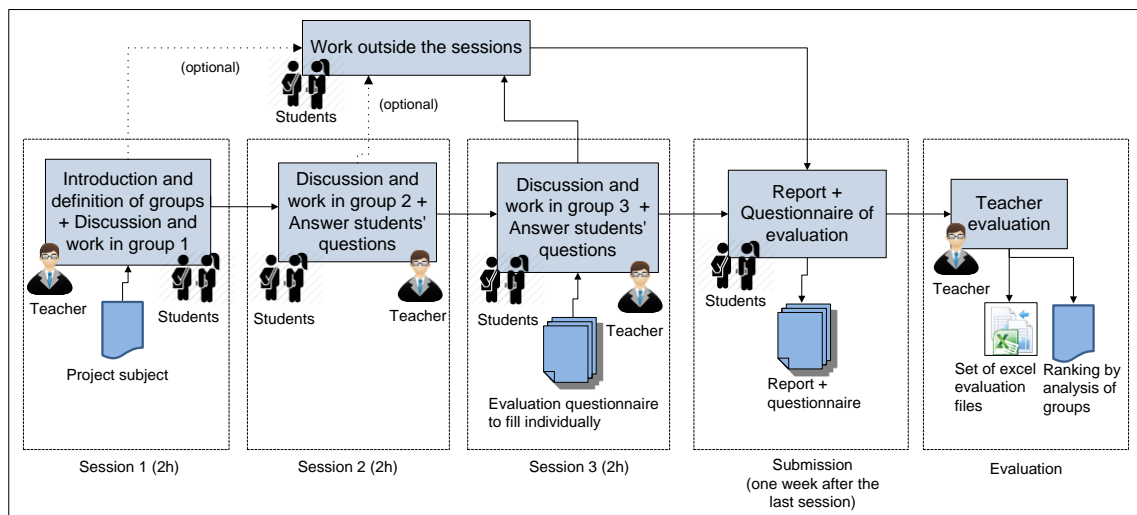 Work outside the sessions
(optional)
(optional)
Students
Introduction and
definition of groups
+ Discussion and
work in group 1
Teacher
Students
Project subject
Session 1 (2h)
Discussion and
work in group 2 +
Answer students'
questions
Students
Teacher
Session 2 (2h)
Discussion and
work in group 3 +
Answer students'
questions
Students
Teacher
Evaluation questionnaire
to fill individually
Session 3 (2h)
Report +
Questionnaire of
evaluation
Students
Report +
questionnaire
Submission
(one week after the
last session)
Teacher
evaluation
Teacher
Set of excel
evaluation
files
Ranking by
analysis of
groups
Evaluation